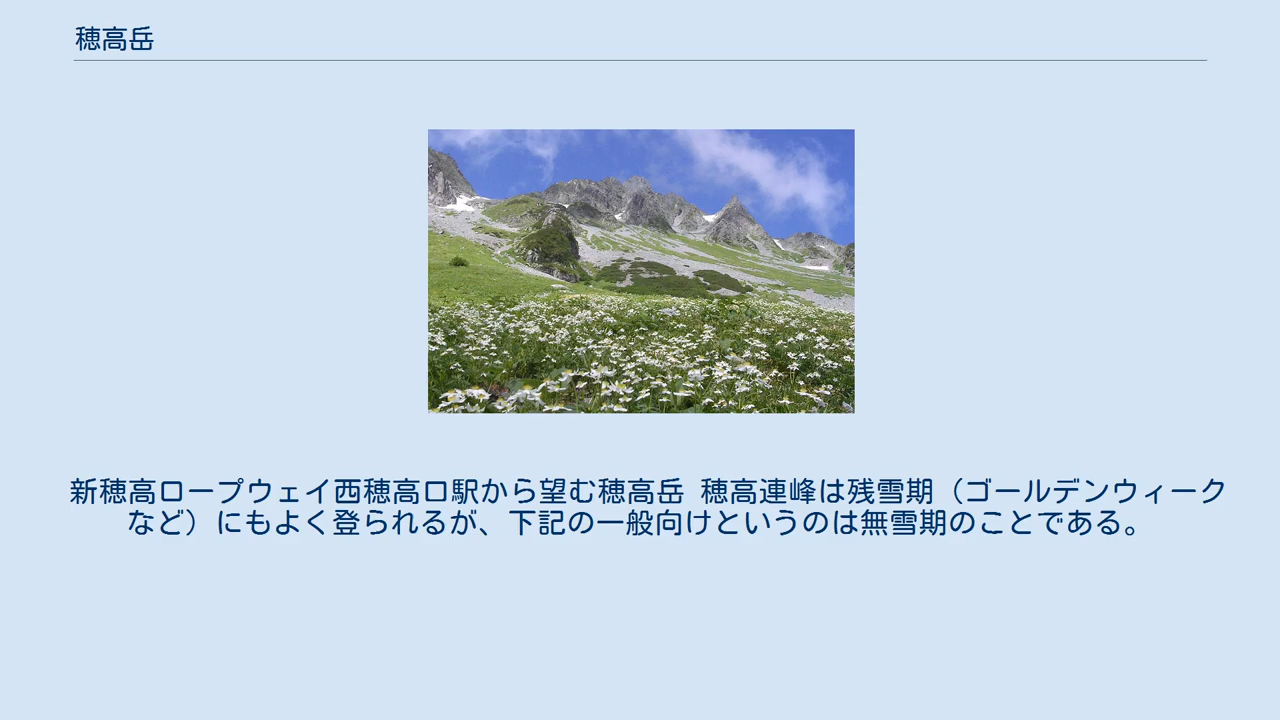 穂高岳
新穂高ロープウェイ西穂高口駅から望む穂高岳 穂高連峰は残雪期（ゴールデンウィーク
など）にもよく登られるが、下記の一般向けというのは無雪期のことである。